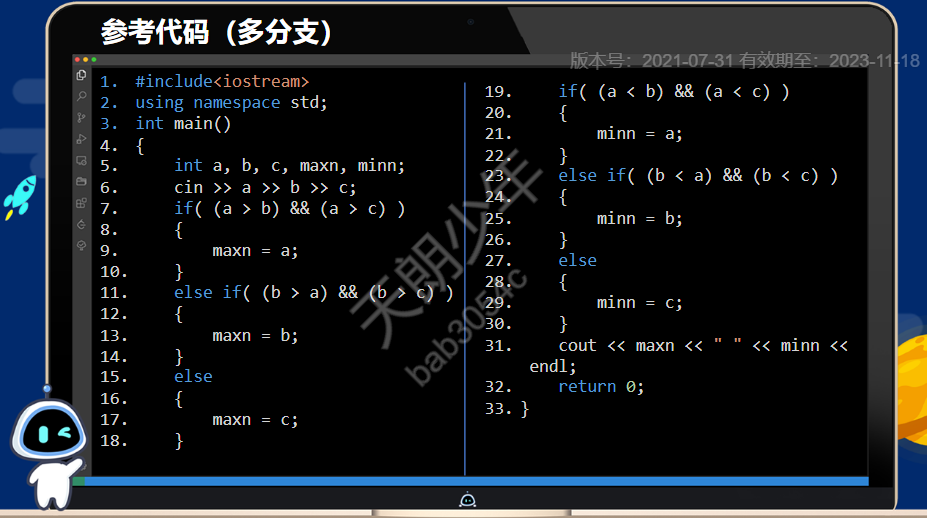 参考代码（多分支）
版本号：2021-07-31 有效期至：2023-11-18
1. #include<iostream>
2. using namespace std;
3. int main()
4. {
5. int a, b, c, maxn, minn;
6. cin >> a >> b >> c;
7. if( (a > b) && (a > c) )
8. {
9. maxn = a;
10. }
11. else if( (b > a) && (b > c) )
12. {
13. maxn = b;
14. }
15. else
16. {
17. maxn = c;
18. }
19. if( (a < b) && (a < c) )
20. {
21. minn = a;
22. }
23. else if( (b < a) && (b < c) )
24. {
25. minn = b;
26. }
27. else
28. {
29. minn = c;
30. }
31. cout << maxn << " " << minn <<
endl;
32. return 0;
33. }
天朗少年
bab3054c